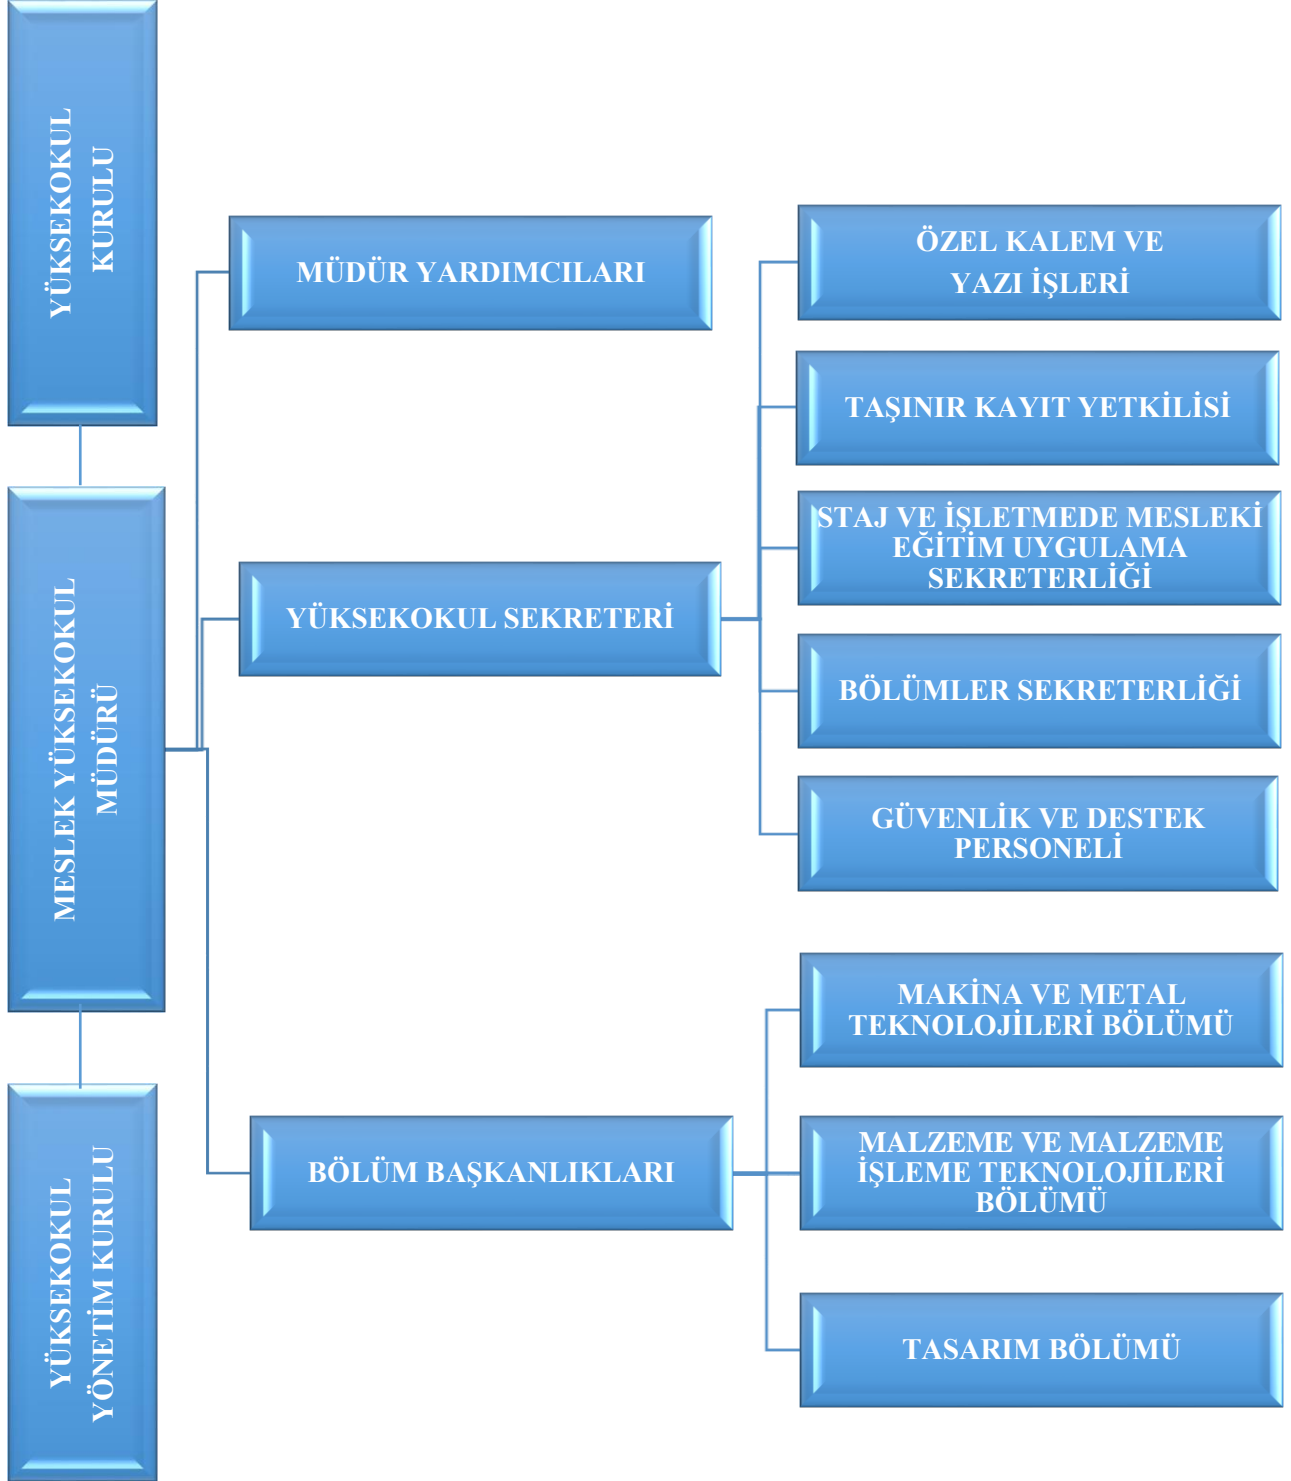 YÜKSEKOKUL
KURULU
MESLEK YÜKSEKOKUL
MÜDÜRÜ
YÜKSEKOKUL
YÖNETİM KURULU
MÜDÜR YARDIMCILARI
YÜKSEKOKUL SEKRETERİ
BÖLÜM BAŞKANLIKLARI
ÖZEL KALEM VE
YAZI İŞLERİ
TAŞINIR KAYIT YETKİLİSİ
STAJ VE İŞLETMEDE MESLEKİ
EĞİTİM UYGULAMA
SEKRETERLİĞİ
BÖLÜMLER SEKRETERLİĞİ
GÜVENLİK VE DESTEK
PERSONELİ
MAKİNA VE METAL
TEKNOLOJİLERİ BÖLÜMÜ
MALZEME VE MALZEME
İŞLEME TEKNOLOJİLERİ
BÖLÜMÜ
TASARIM BÖLÜMÜ